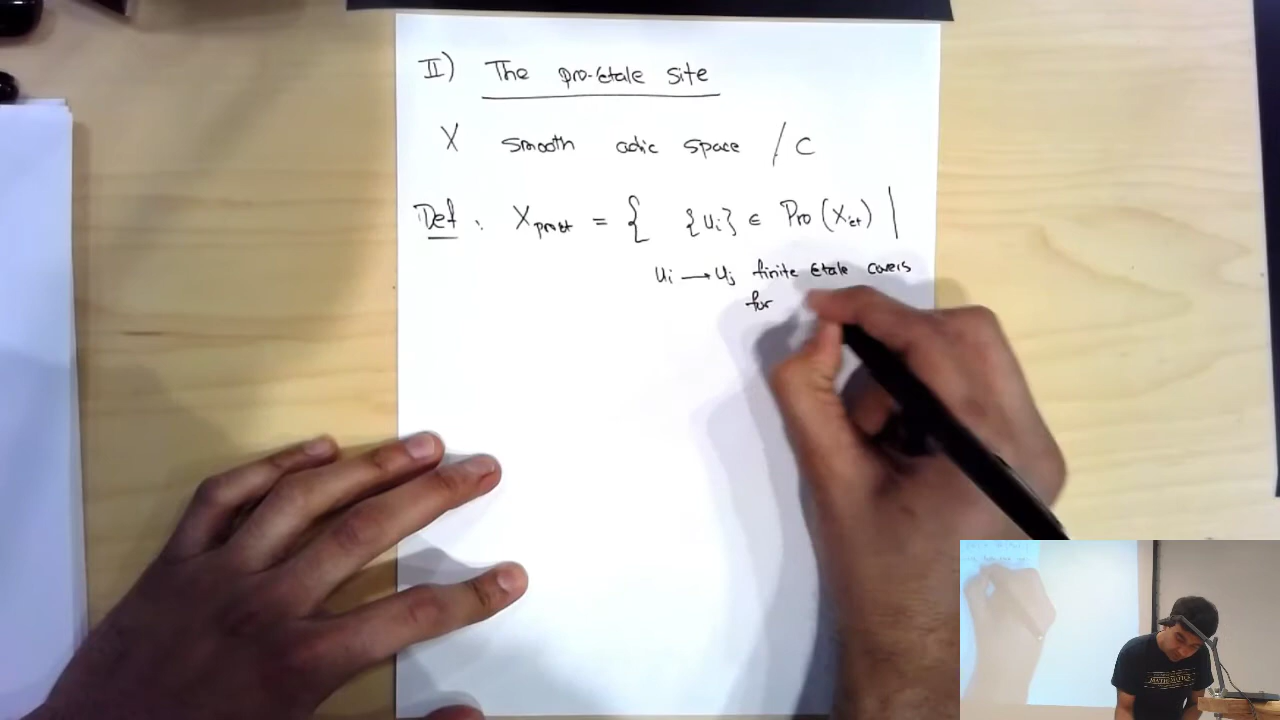 II) The pro-étale site
X smooth adic space / C
Def: X_proét = { {U_i} ∈ Pro (X_ét) |
U_i → U_j finite étale covers
for